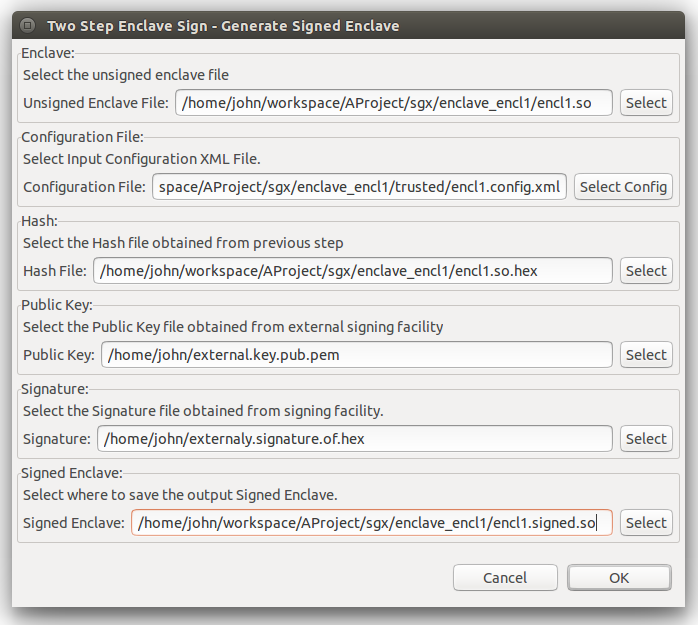 Two Step Enclave Sign - Generate Signed Enclave
Enclave:
Select the unsigned enclave file
Unsigned Enclave File: /home/john/workspace/AProject/sgx/enclave_encl1/encl1.so Select
Configuration File:
Select Input Configuration XML File.
Configuration File: space/AProject/sgx/enclave_encl1/trusted/encl1.config.xml Select Config
Hash:
Select the Hash file obtained from previous step
Hash File: /home/john/workspace/AProject/sgx/enclave_encl1/encl1.so.hex Select
Public Key:
Select the Public Key file obtained from external signing facility
Public Key: /home/john/external.key.pub.pem Select
Signature:
Select the Signature file obtained from signing facility.
Signature: /home/john/externaly.signature.of.hex Select
Signed Enclave:
Select where to save the output Signed Enclave.
Signed Enclave: /home/john/workspace/AProject/sgx/enclave_encl1/encl1.signed.so Select
Cancel OK